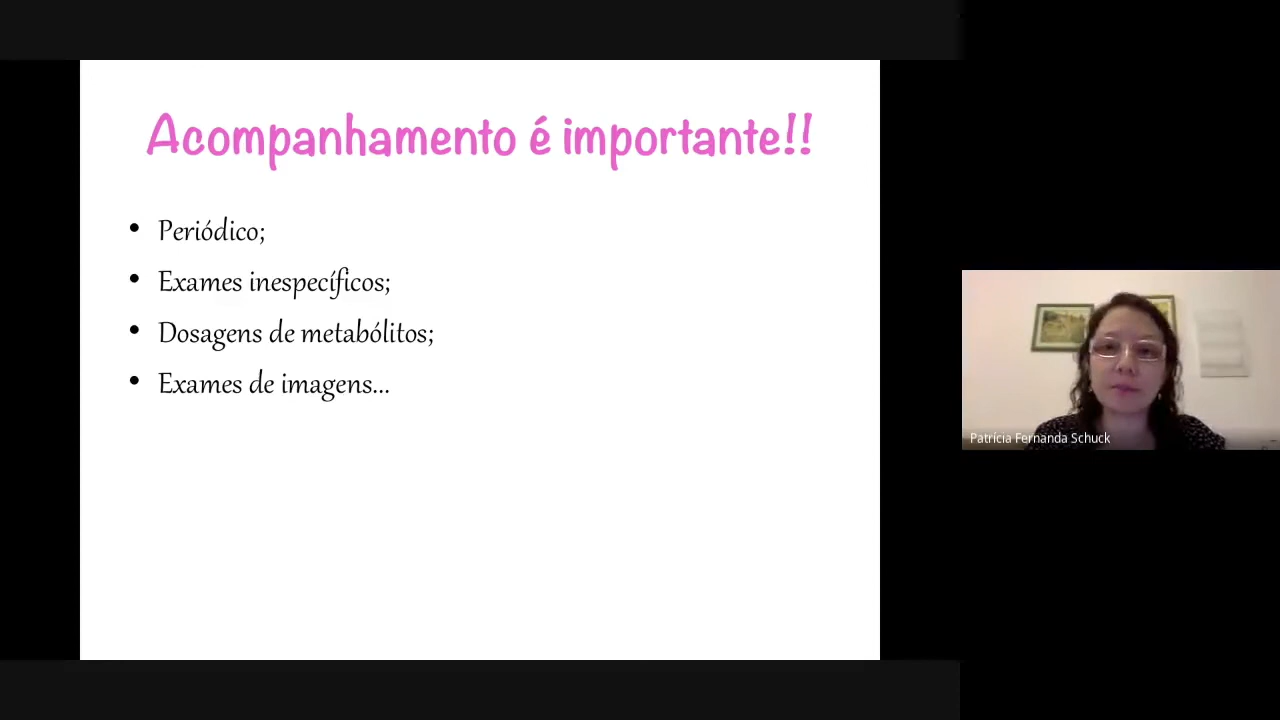 Acompanhamento é importante!!
• Periódico;
• Exames inespecíficos;
• Dosagens de metabólitos;
• Exames de imagens...
Patrícia Fernanda Schuck